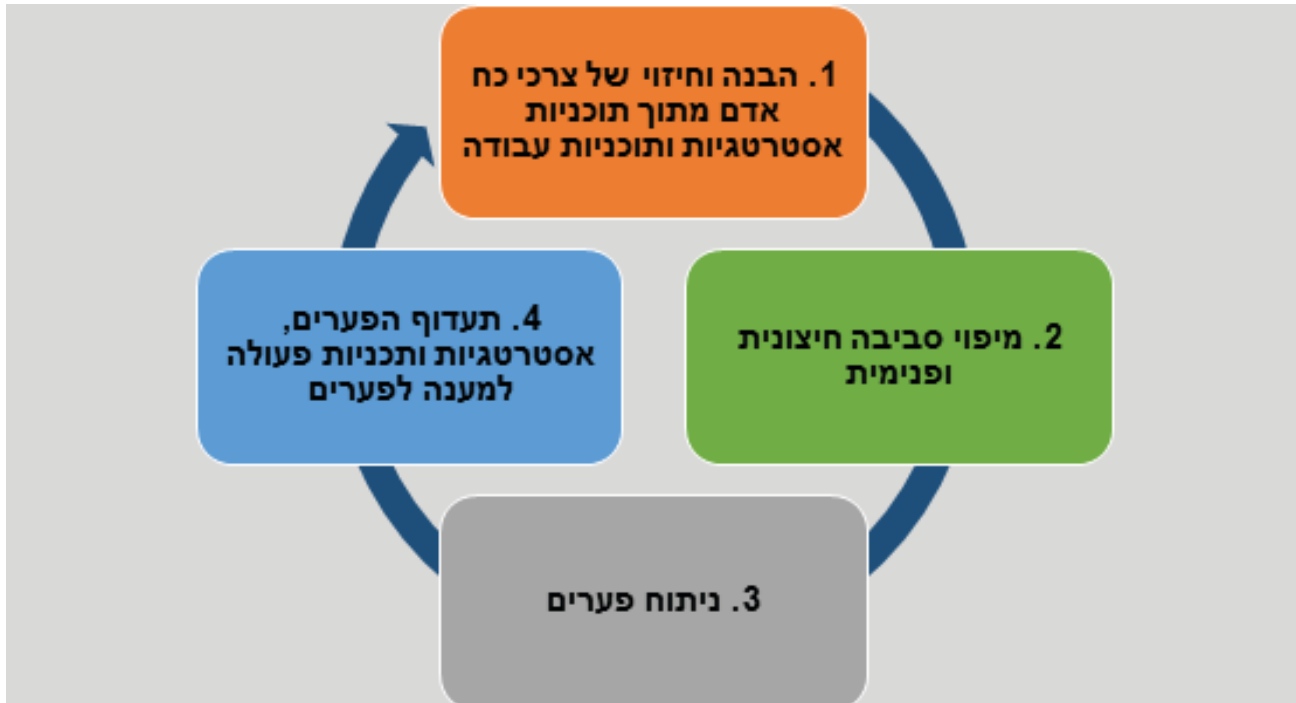 1. הבנה וחיזוי של צרכי כח
אדם מתוך תוכניות
אסטרטגיות ותוכניות עבודה
2. מיפוי סביבה חיצונית
ופנימית
3. ניתוח פערים
4. תעדוף הפערים,
אסטרטגיות ותכניות פעולה
למענה לפערים